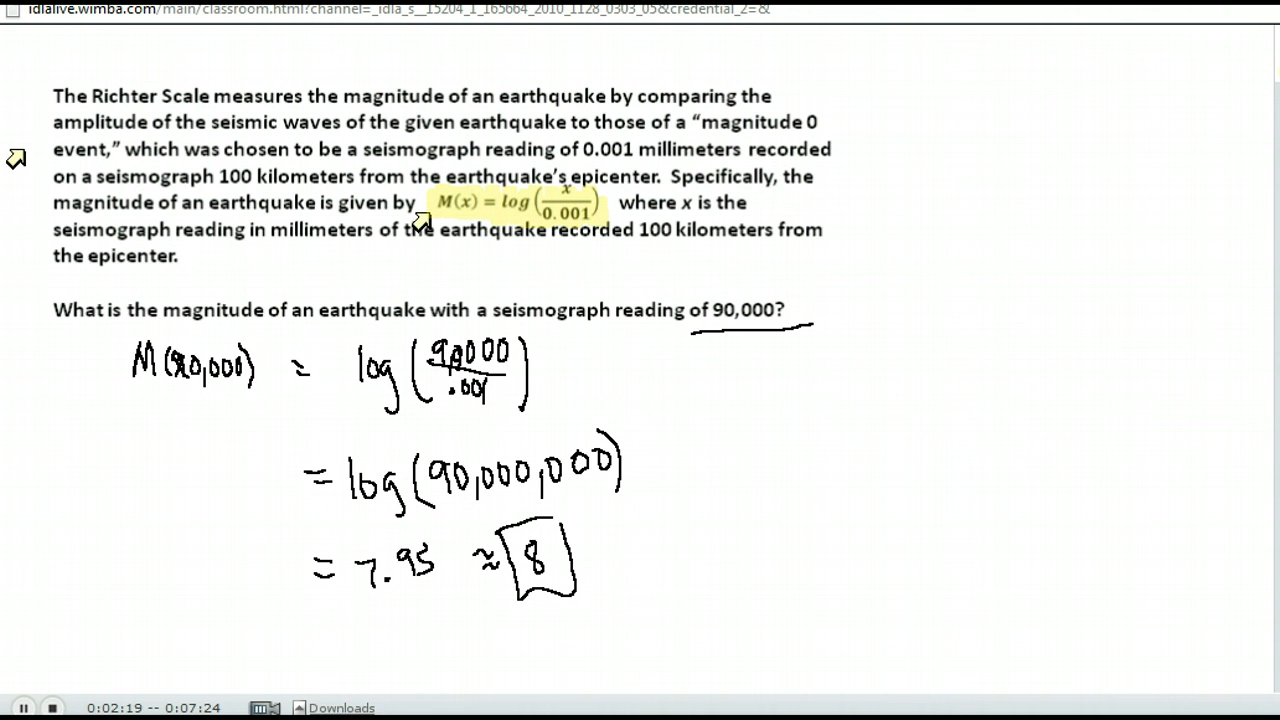 idlalive.wimba.com/main/classroom.html?channel=_idla_s__15204_1_165664_2010_1128_0303_05&credential_2=&
The Richter Scale measures the magnitude of an earthquake by comparing the
amplitude of the seismic waves of the given earthquake to those of a “magnitude 0
event,” which was chosen to be a seismograph reading of 0.001 millimeters recorded
on a seismograph 100 kilometers from the earthquake’s epicenter. Specifically, the
magnitude of an earthquake is given by M(x) = log(x/0.001) where x is the
seismograph reading in millimeters of the earthquake recorded 100 kilometers from
the epicenter.
What is the magnitude of an earthquake with a seismograph reading of 90,000?
M(90,000) = log(90000/.001)
= log(90,000,000)
= 7.95 ≈ 8
0:02:19 -- 0:07:24 Downloads